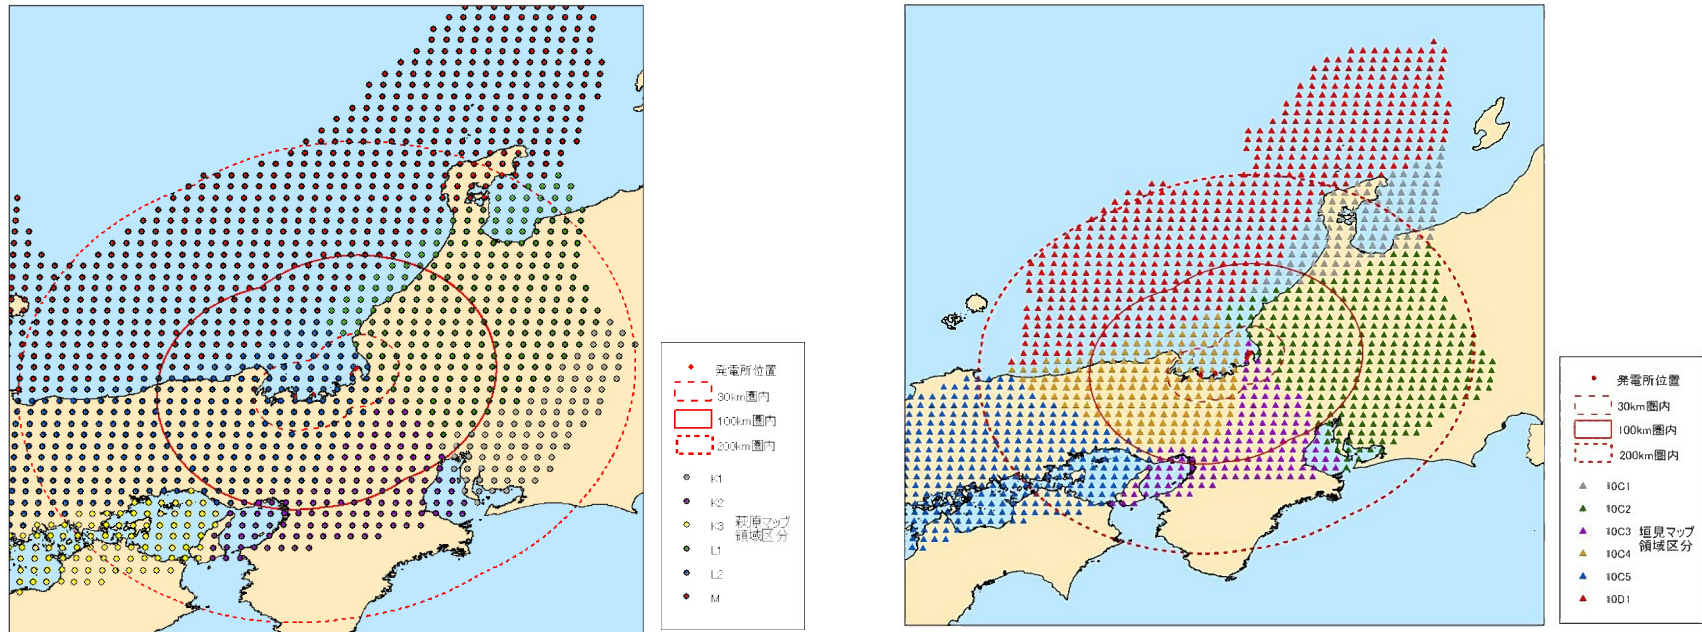 発電所位置
30km圏内
100km圏内
200km圏内
K1
K2
K3
萩原マップ
領域区分
L1
L2
M
発電所位置
30km圏内
100km圏内
200km圏内
10C1
10C2
10C3
垣見マップ
領域区分
10C4
10C5
10D1